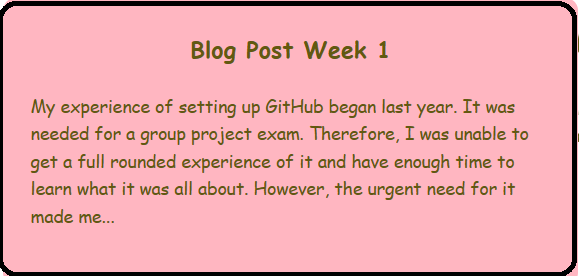 Blog Post Week 1
My experience of setting up GitHub began last year. It was
needed for a group project exam. Therefore, I was unable to
get a full rounded experience of it and have enough time to
learn what it was all about. However, the urgent need for it
made me...